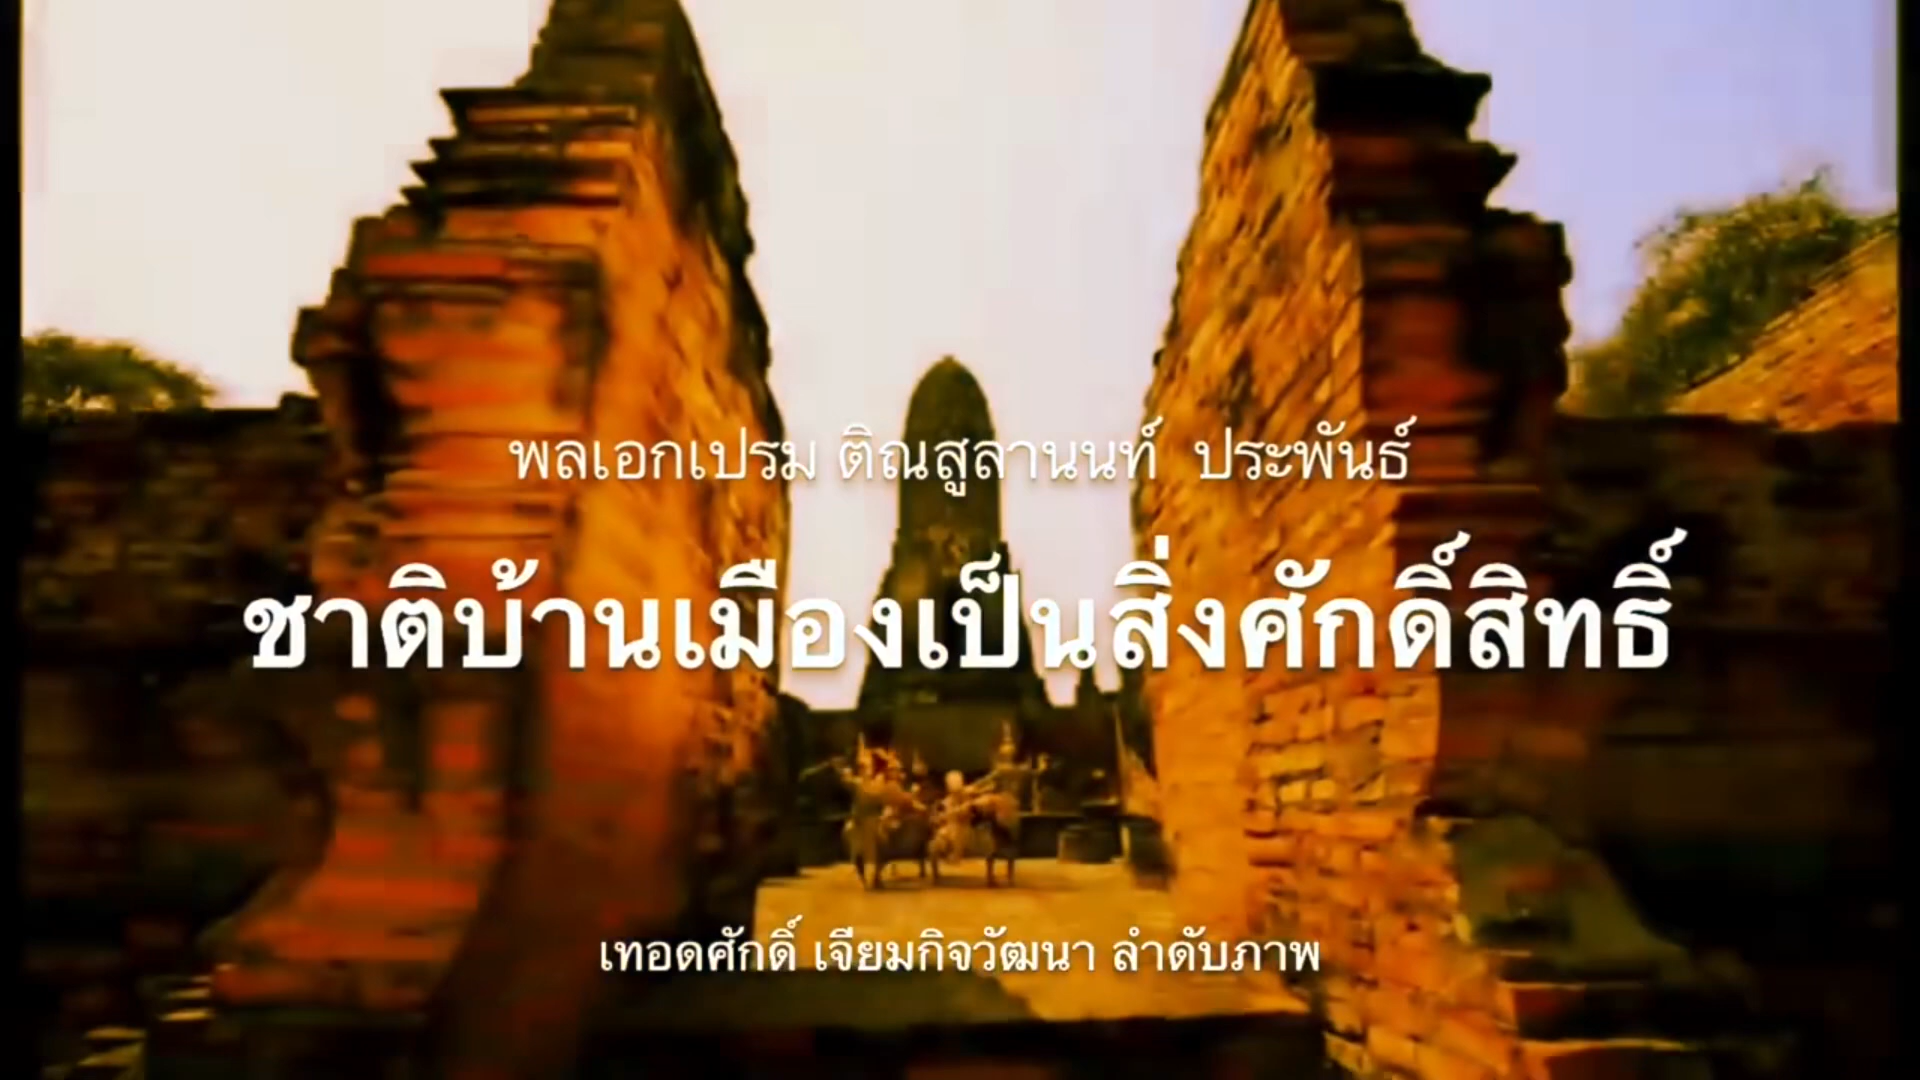 พลเอกเปรม ติณสูลานนท์ ประพันธ์
ชาติบ้านเมืองเป็นสิ่งศักดิ์สิทธิ์
เทอดศักดิ์ เจียมกิจวัฒนา ลำดับภาพ